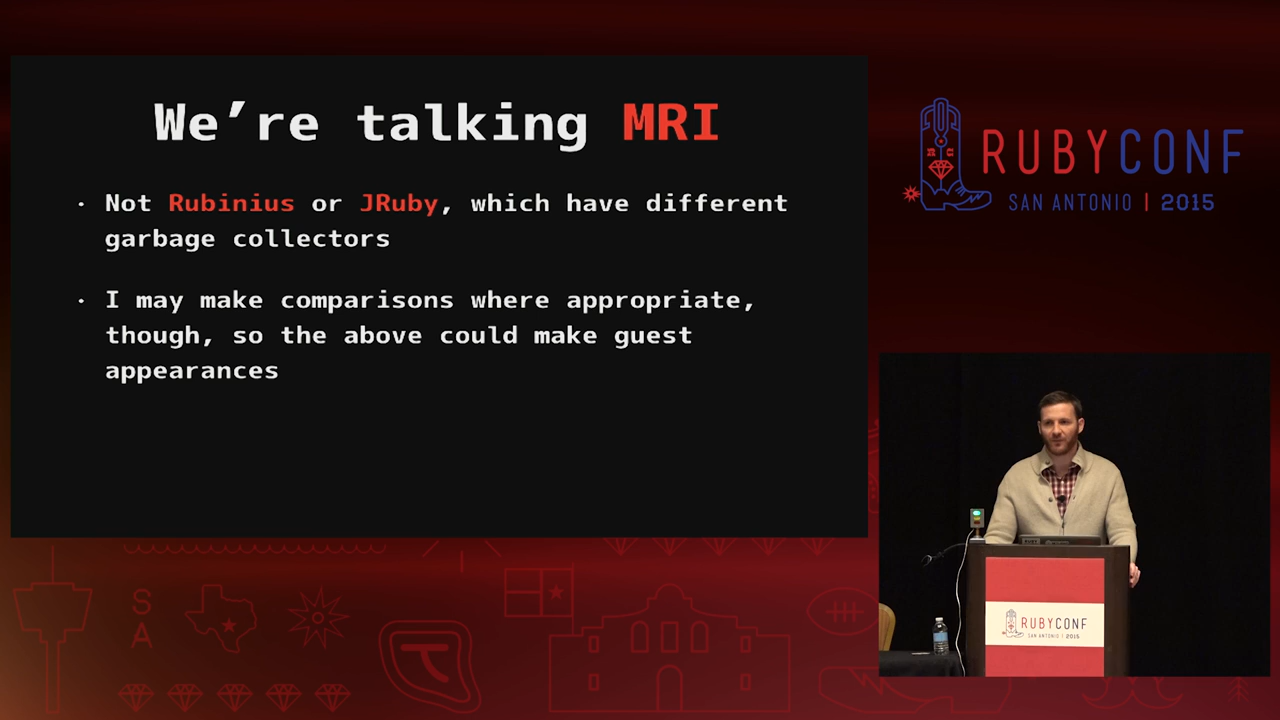 We’re talking MRI
· Not Rubinius or JRuby, which have different
garbage collectors
· I may make comparisons where appropriate,
though, so the above could make guest
appearances
RUBYCONF
SAN ANTONIO | 2015
S
A
RUBYCONF
SAN ANTONIO | 2015